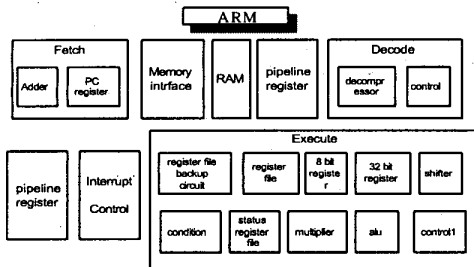 ARM
Fetch
Adder
PC
register
Memory
intrface
RAM
pipeline
register
Decode
decompr
essor
control
pipeline
register
Interrupt
Control
Execute
register file
backup
circuit
register
file
8 bit
registe
r
32 bit
register
shifter
condition
status
register
file
multiplier
alu
control1